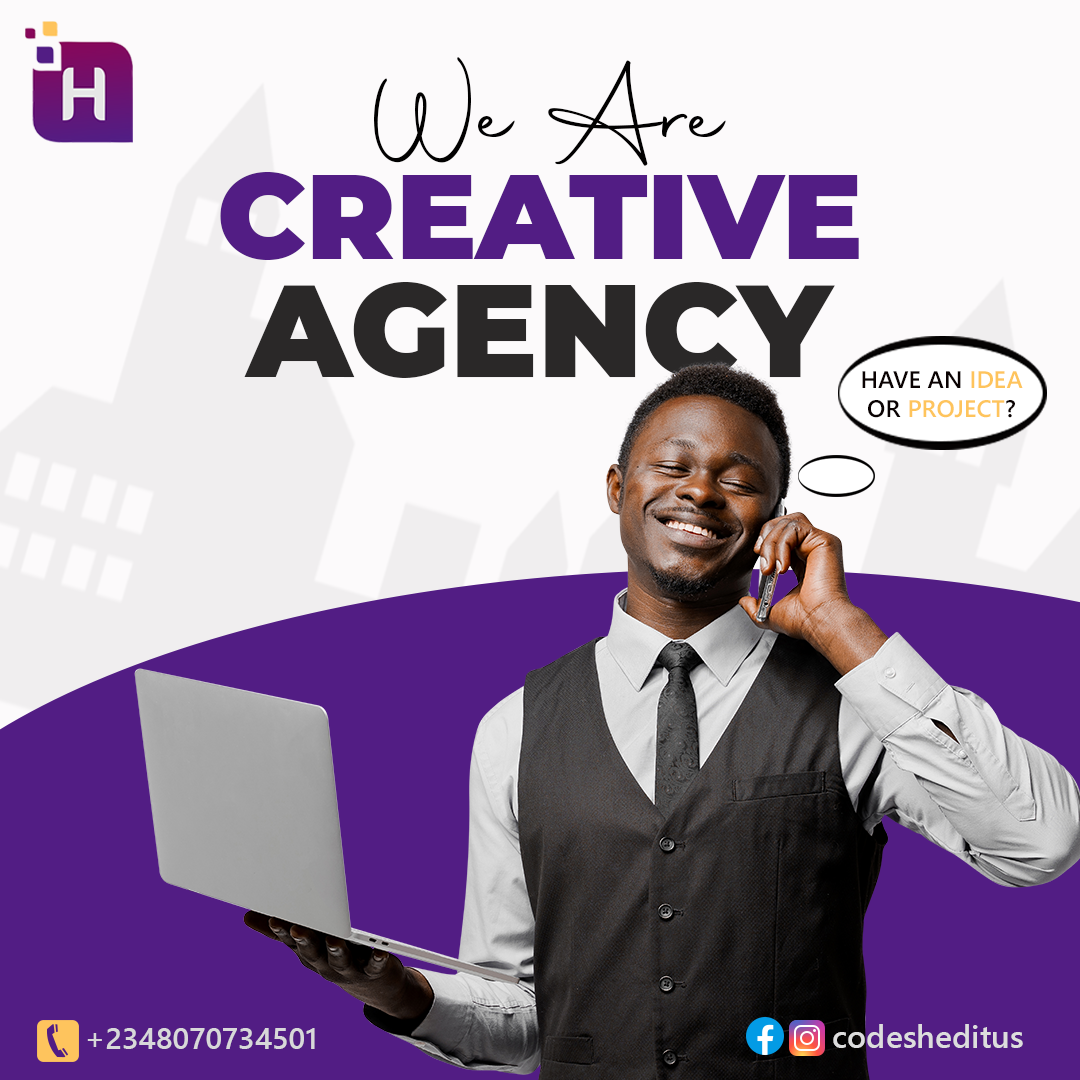 H
We Are
CREATIVE
AGENCY
HAVE AN IDEA
OR PROJECT?
+2348070734501
codesheditus